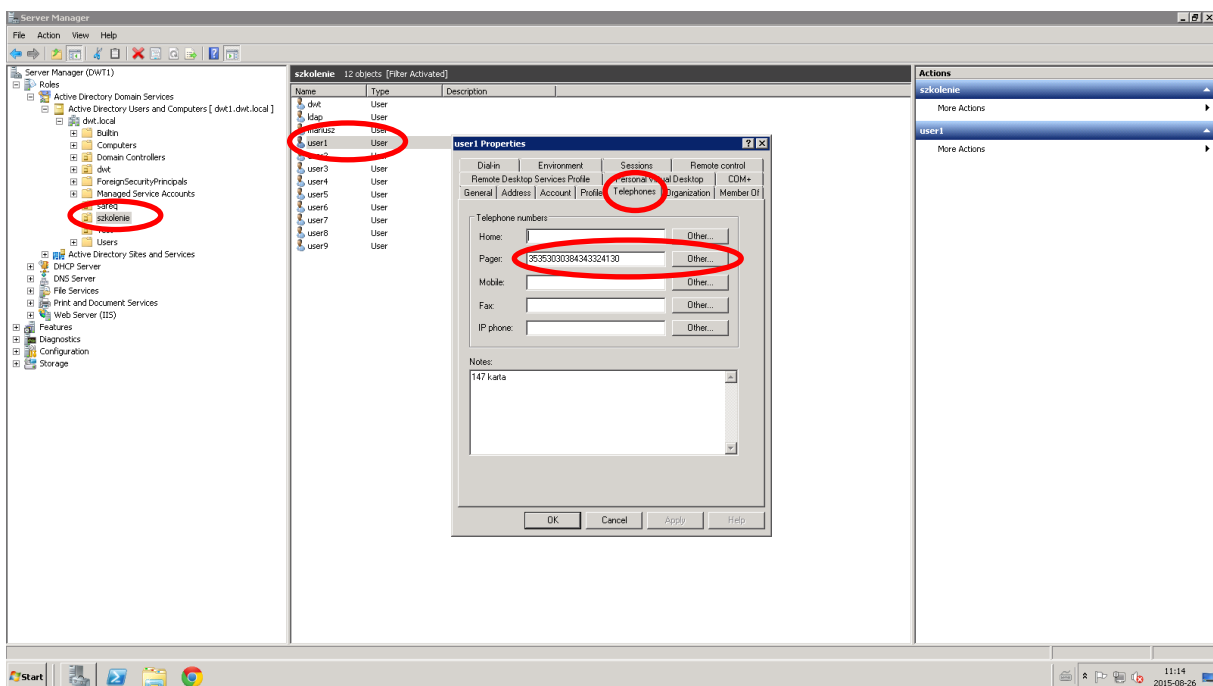 Server Manager
File Action View Help
Server Manager (DWT1)
Roles
Active Directory Domain Services
Active Directory Users and Computers [ dwt1.dwt.local ]
dwt.local
Builtin
Computers
Domain Controllers
dwt
ForeignSecurityPrincipals
Managed Service Accounts
sareq
szkolenie
Users
Active Directory Sites and Services
DHCP Server
DNS Server
File Services
Print and Document Services
Web Server (IIS)
Features
Diagnostics
Configuration
Storage
szkolenie 12 objects [Filter Activated]
Name Type Description
dwt User
ldap User
mariusz User
user1 User
user2 User
user3 User
user4 User
user5 User
user6 User
user7 User
user8 User
user9 User
user1 Properties
Dial-in Environment Sessions Remote control
Remote Desktop Services Profile Personal Virtual Desktop COM+
General Address Account Profile Telephones Organization Member Of
Telephone numbers
Home: Other...
Pager: 35353030384343324130 Other...
Mobile: Other...
Fax: Other...
IP phone: Other...
Notes:
147 karta
OK Cancel Apply Help
Actions
szkolenie
More Actions
user1
More Actions
Start
11:14
2015-08-26